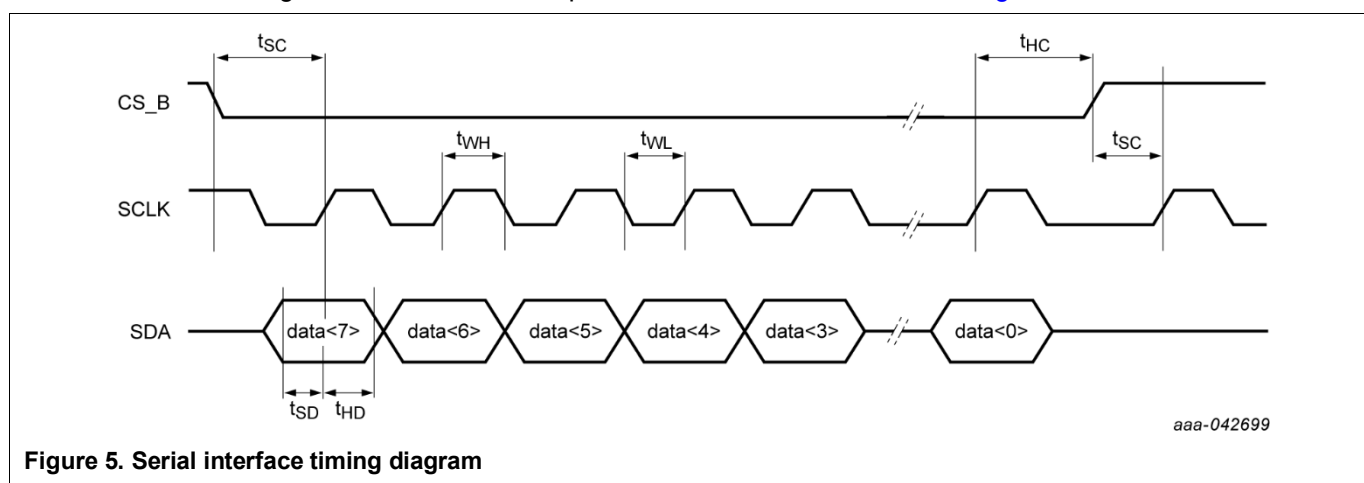 tSC
tHC
CS_B
tWH
tWL
tSC
SCLK
SDA
data<7>
data<6>
data<5>
data<4>
data<3>
data<0>
tSD
tHD
aaa-042699
Figure 5. Serial interface timing diagram